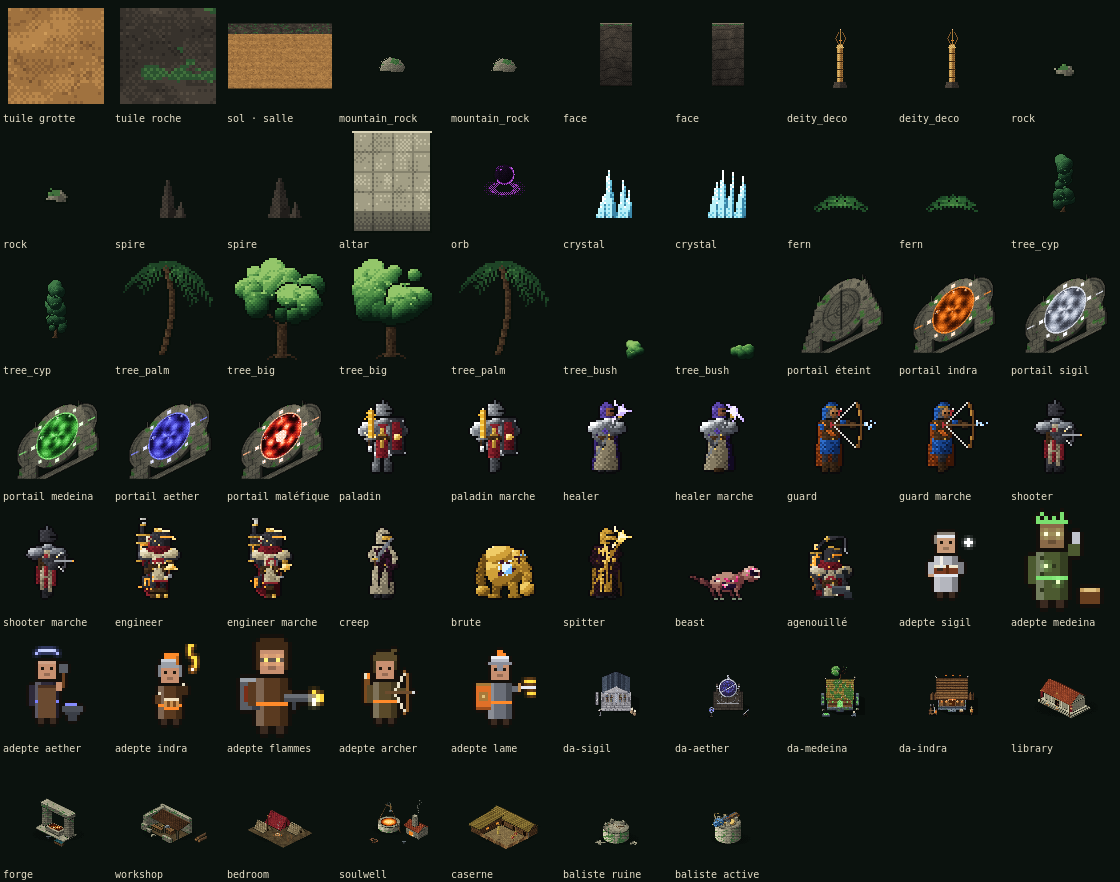 tuile grotte tuile roche sol · salle mountain_rock mountain_rock face face deity_deco deity_deco rock
rock spire spire altar orb crystal crystal fern fern tree_cyp
tree_cyp tree_palm tree_big tree_big tree_palm tree_bush tree_bush portail éteint portail indra portail sigil
portail medeina portail aether portail maléfique paladin paladin marche healer healer marche guard guard marche shooter
shooter marche engineer engineer marche creep brute spitter beast agenouillé adepte sigil adepte medeina
adepte aether adepte indra adepte flammes adepte archer adepte lame da-sigil da-aether da-medeina da-indra library
forge workshop bedroom soulwell caserne baliste ruine baliste active